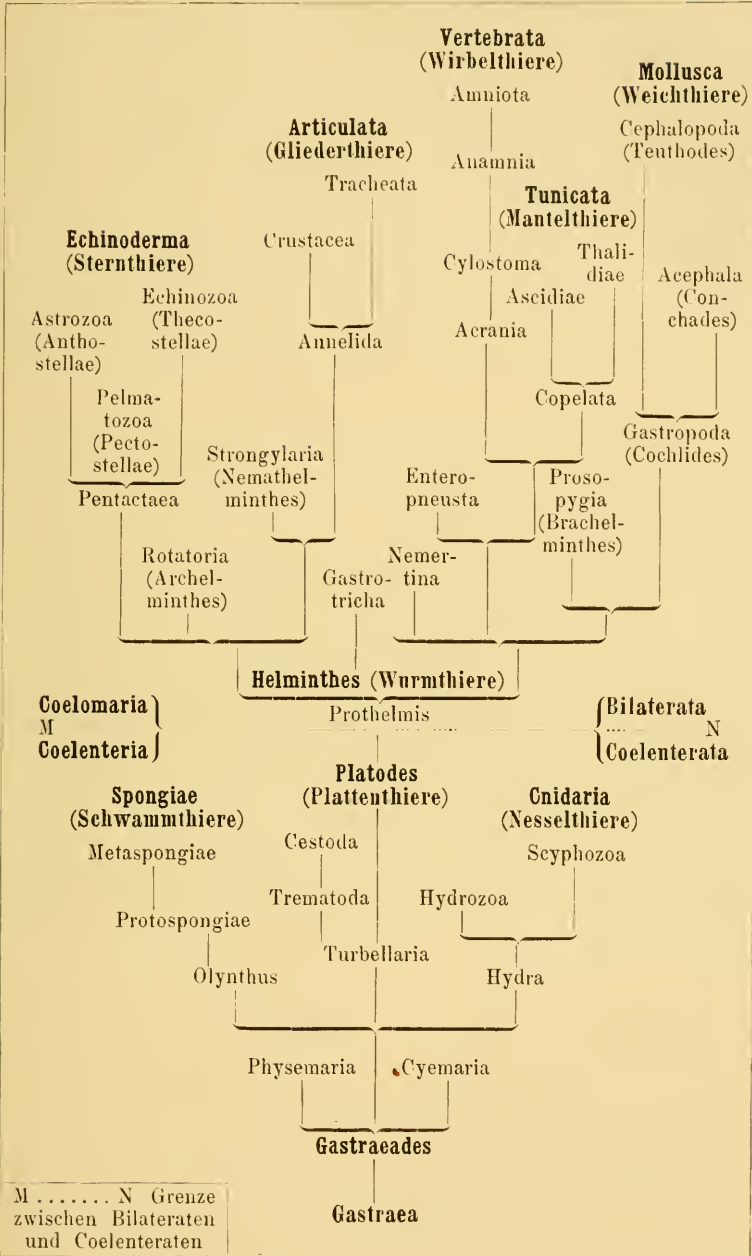 Vertebrata
(Wirbelthiere)
Amniota
Anamnia
Cylostoma
Acrania
Mollusca
(Weichthiere)
Cephalopoda
(Tenthodes)
Acephala
(Con-
chades)
Gastropoda
(Cochlides)
Articulata
(Gliederthiere)
Tracheata
Crustacea
Annelida
Tunicata
(Mantelthiere)
Thali-
diae
Ascidiae
Copelata
Echinoderma
(Sternthiere)
Astrozoa
(Antho-
stellae)
Echinozoa
(Theco-
stellae)
Pelma-
tozoa
(Pecto-
stellae)
Pentactaea
Strongylaria
(Nemathel-
minthes)
Entero-
pneusta
Proso-
pygia
(Brachel-
minthes)
Rotatoria
(Archel-
minthes)
Gastro-
tricha
Nemer-
tina
Helminthes (Wurmthiere)
Prothelmis
Coelomaria
M
Coelenteria
Bilaterata
.... N
Coelenterata
Platodes
(Plattenthiere)
Spongiae
(Schwammthiere)
Cnidaria
(Nesselthiere)
Metaspongiae
Cestoda
Scyphozoa
Trematoda
Hydrozoa
Protospongiae
Turbellaria
Olynthus
Hydra
Physemaria
Cyemaria
Gastraeades
Gastraea
M ....... N Grenze
zwischen Bilateraten
und Coelenteraten